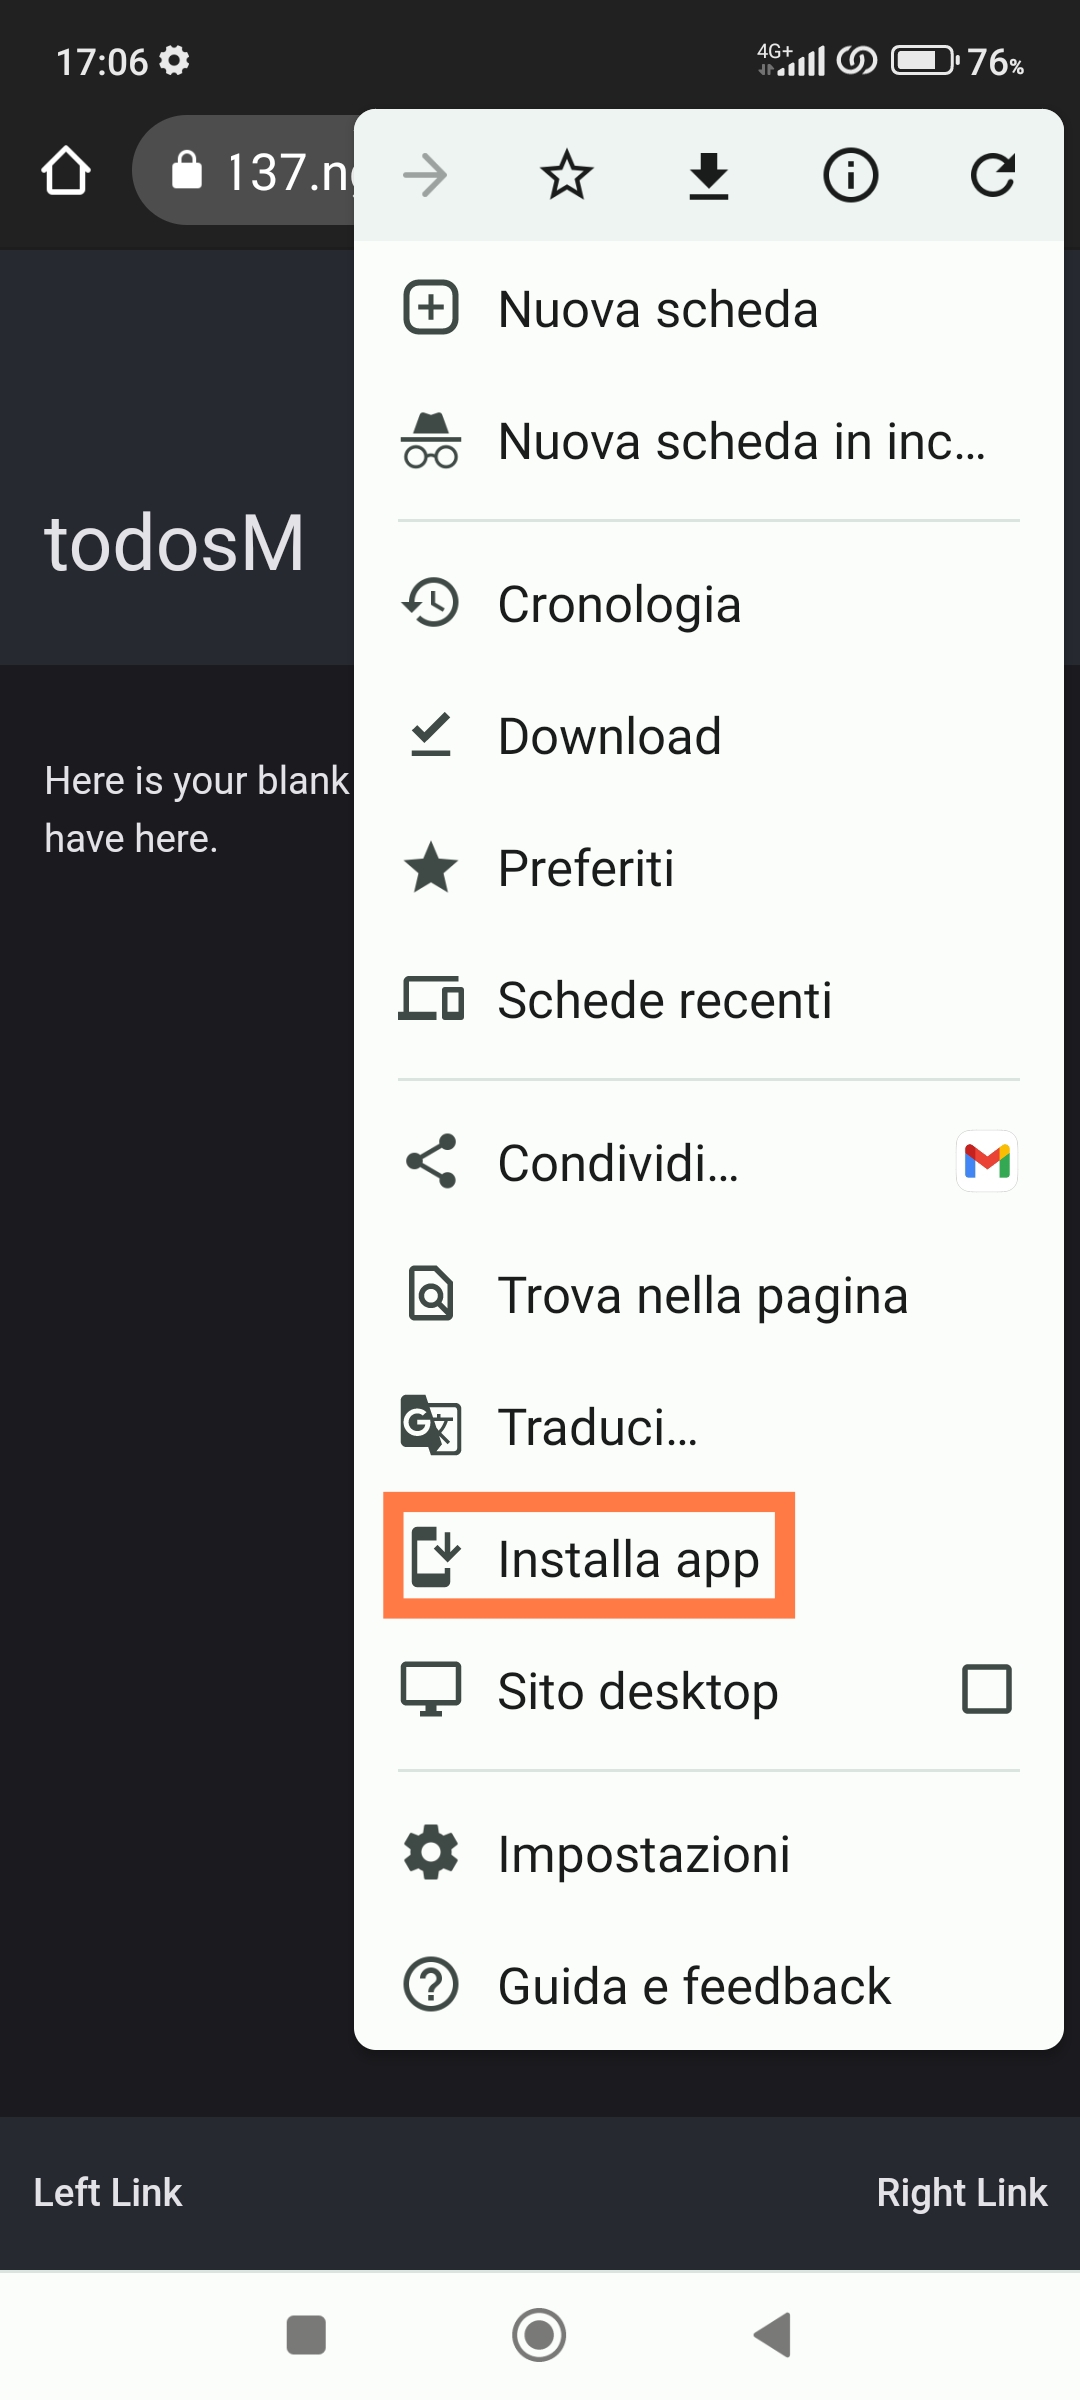 17:06
4G+
76%
137.n
Nuova scheda
Nuova scheda in inc...
todosM
Cronologia
Download
Here is your blank
have here.
Preferiti
Schede recenti
Condividi...
Trova nella pagina
Traduci...
Installa app
Sito desktop
Impostazioni
Guida e feedback
Left Link
Right Link